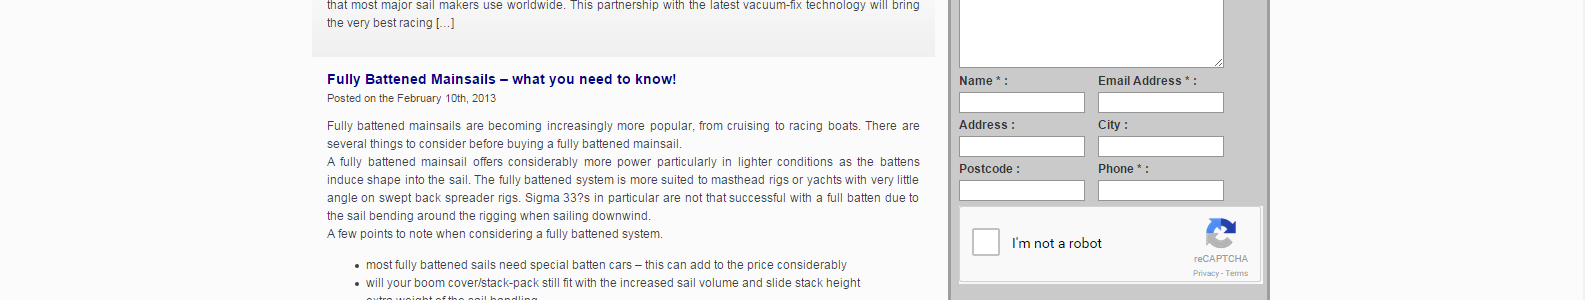 that most major sail makers use worldwide. This partnership with the latest vacuum-fix technology will bring
the very best racing [...]
Fully Battened Mainsails – what you need to know!
Posted on the February 10th, 2013
Fully battened mainsails are becoming increasingly more popular, from cruising to racing boats. There are
several things to consider before buying a fully battened mainsail.
A fully battened mainsail offers considerably more power particularly in lighter conditions as the battens
induce shape into the sail. The fully battened system is more suited to masthead rigs or yachts with very little
angle on swept back spreader rigs. Sigma 33?s in particular are not that successful with a full batten due to
the sail bending around the rigging when sailing downwind.
A few points to note when considering a fully battened system.
• most fully battened sails need special batten cars – this can add to the price considerably
• will your boom cover/stack-pack still fit with the increased sail volume and slide stack height
extra weight of the sail handling
Name * :
Email Address * :
Address :
City :
Postcode :
Phone * :
I'm not a robot
reCAPTCHA
Privacy - Terms